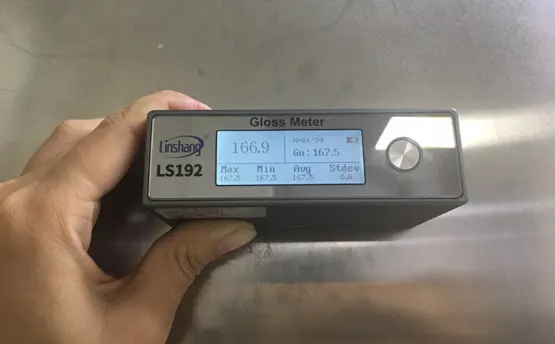 Gloss Meter
Linshang
LS192
166.9
Gu:167.5
Max Min Avg Stdev
167.5 167.5 167.5 0.0